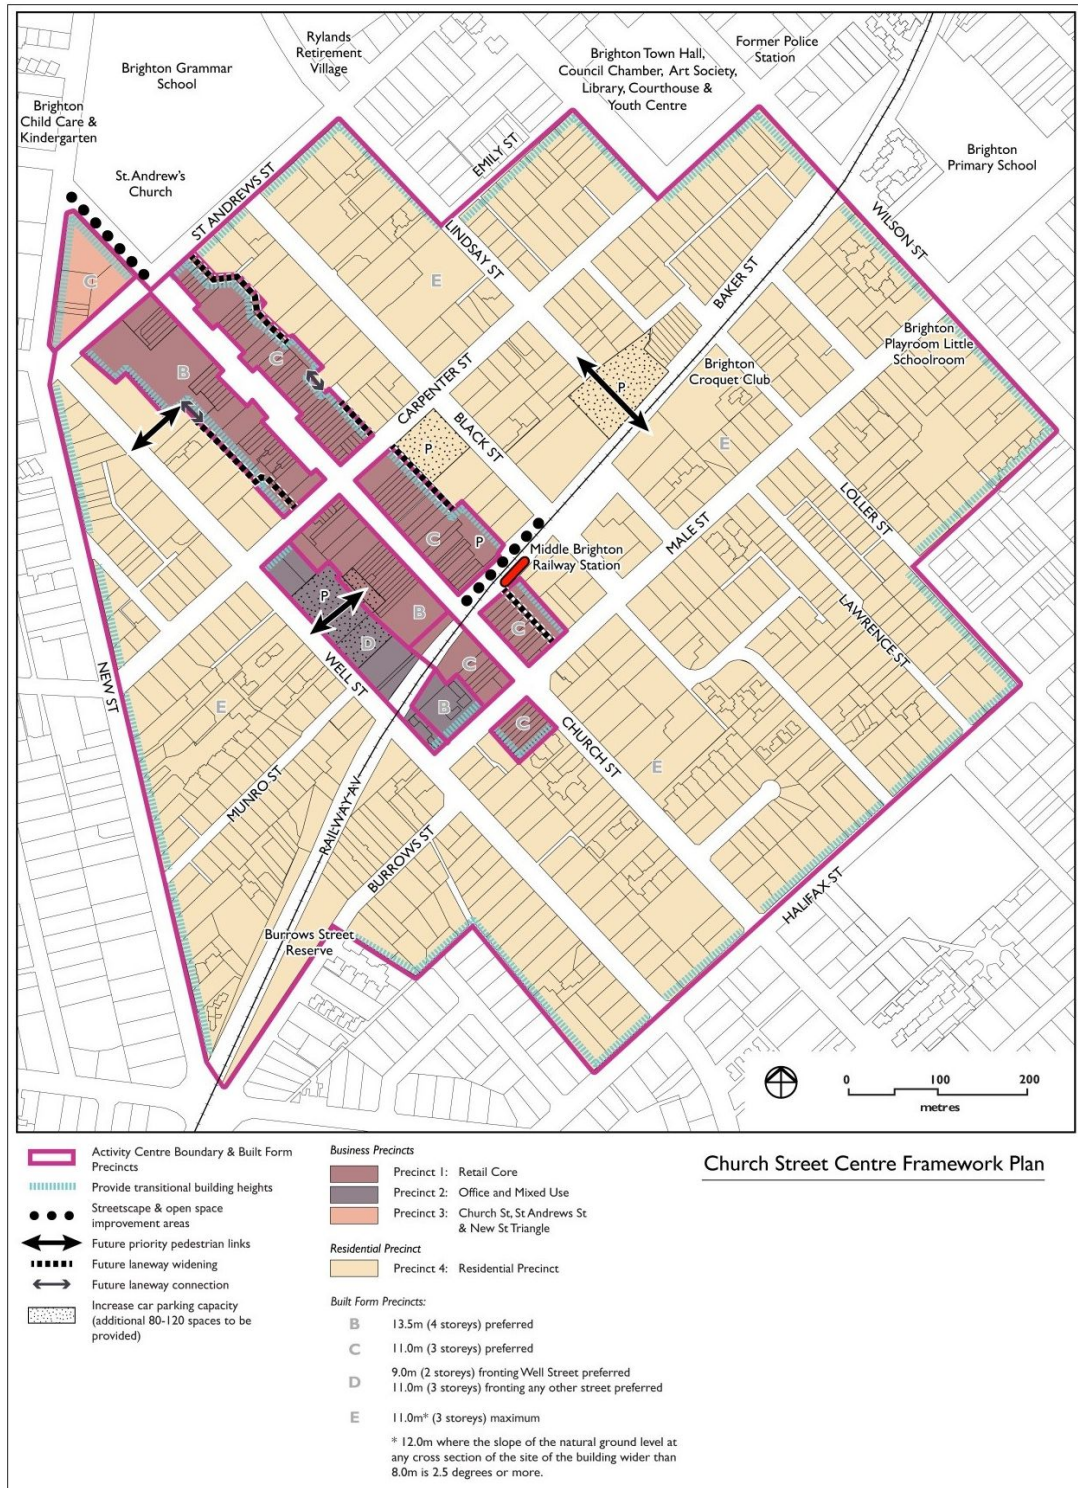 Rylands
Retirement
Village
Brighton Grammar
School
Brighton Town Hall,
Council Chamber, Art Society,
Library, Courthouse &
Youth Centre
Former Police
Station
Brighton
Child Care &
Kindergarten
Brighton
Primary School
St. Andrew's
Church
ST ANDREWS ST
EMILY ST
LINDSAY ST
WILSON ST
BAKER ST
C
E
Brighton
Playroom Little
Schoolroom
B
C
CARPENTER ST
P
Brighton
Croquet Club
BLACK ST
P
E
LOLLER ST
MALE ST
C
P
Middle Brighton
Railway Station
P
B
C
D
LAWRENCE ST
WELL ST
C
NEW ST
E
B
C
CHURCH ST
E
MUNRO ST
RAILWAY AV
BURROWS ST
HALIFAX ST
Burrows Street
Reserve
0 100 200
metres
Activity Centre Boundary & Built Form
Precincts
Provide transitional building heights
Streetscape & open space
improvement areas
Future priority pedestrian links
Future laneway widening
Future laneway connection
Increase car parking capacity
(additional 80-120 spaces to be
provided)
Business Precincts
Precinct 1: Retail Core
Precinct 2: Office and Mixed Use
Precinct 3: Church St, St Andrews St
& New St Triangle
Residential Precinct
Precinct 4: Residential Precinct
Built Form Precincts:
B 13.5m (4 storeys) preferred
C 11.0m (3 storeys) preferred
D 9.0m (2 storeys) fronting Well Street preferred
11.0m (3 storeys) fronting any other street preferred
E 11.0m* (3 storeys) maximum
* 12.0m where the slope of the natural ground level at
any cross section of the site of the building wider than
8.0m is 2.5 degrees or more.
Church Street Centre Framework Plan